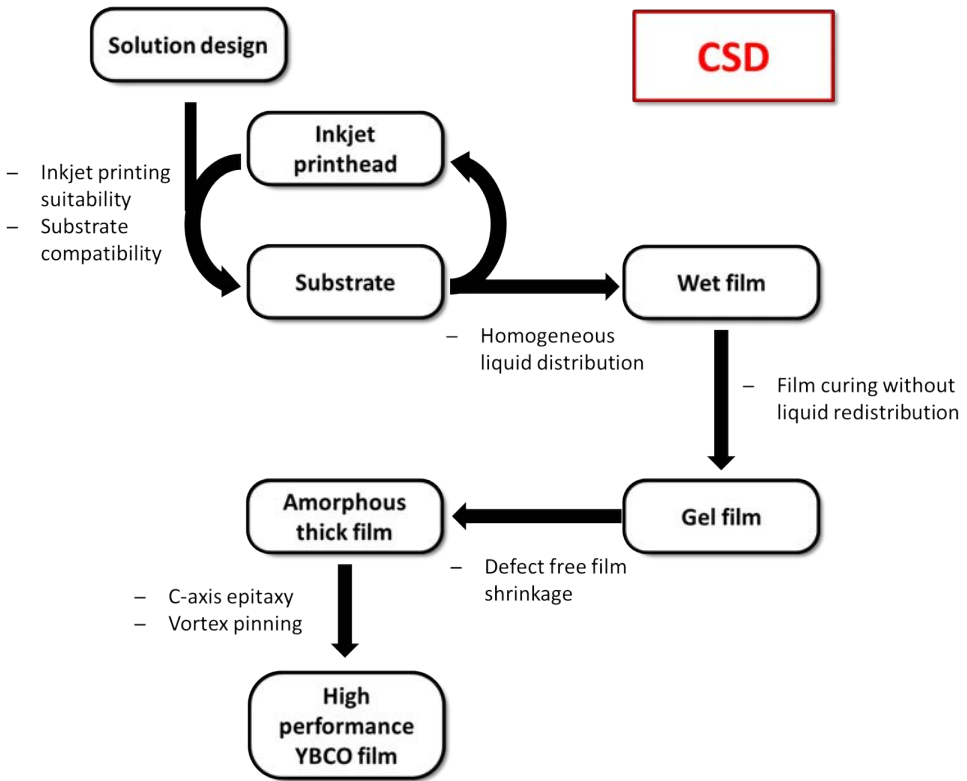 Solution design
CSD
Inkjet
printhead
– Inkjet printing
suitability
– Substrate
compatibility
Substrate
Wet film
– Homogeneous
liquid distribution
– Film curing without
liquid redistribution
Amorphous
thick film
Gel film
– Defect free film
shrinkage
– C-axis epitaxy
– Vortex pinning
High
performance
YBCO film